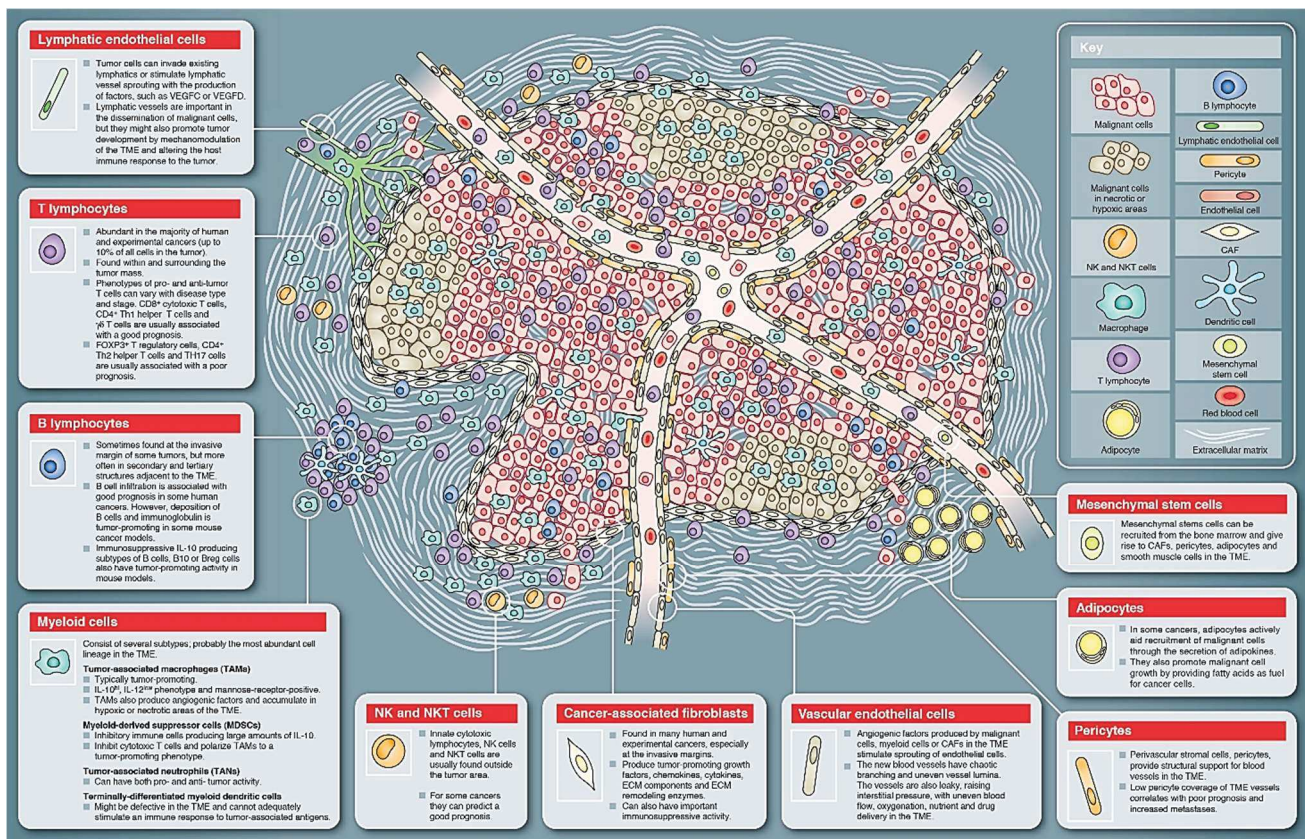 Lymphatic endothelial cells
Tumor cells can invade existing
lymphatics or stimulate lymphatic
vessel sprouting with the production
of factors, such as VEGFC or VEGFD.
Lymphatic vessels are important in
the dissemination of malignant cells,
but they might also promote tumor
development by mechanomodulation
of the TME and altering the host
immune response to the tumor.
T lymphocytes
Abundant in the majority of human
and experimental cancers (up to
10% of all cells in the tumor).
Found within and surrounding the
tumor mass.
Phenotypes of pro- and anti-tumor
T cells can vary with disease type
and stage. CD8⁺ cytotoxic T cells,
CD4⁺ Th1 helper T cells and
γδ T cells are usually associated
with a good prognosis.
FOXP3⁺ T regulatory cells, CD4⁺
Th2 helper T cells and TH17 cells
are usually associated with a poor
prognosis.
B lymphocytes
Sometimes found at the invasive
margin of some tumors, but more
often in secondary and tertiary
structures adjacent to the TME.
B cell infiltration is associated with
good prognosis in some human
cancers. However, deposition of
B cells and immunoglobulin is
tumor-promoting in some mouse
cancer models.
Immunosuppressive IL-10 producing
subtypes of B cells, B10 or Breg cells
also have tumor-promoting activity in
mouse models.
Myeloid cells
Consist of several subtypes; probably the most abundant cell
lineage in the TME.
Tumor-associated macrophages (TAMs)
Typically tumor-promoting.
IL-10ʰⁱ, IL-12ˡᵒʷ phenotype and mannose-receptor-positive.
TAMs also produce angiogenic factors and accumulate in
hypoxic or necrotic areas of the TME.
Myeloid-derived suppressor cells (MDSCs)
Inhibitory immune cells producing large amounts of IL-10.
Inhibit cytotoxic T cells and polarize TAMs to a
tumor-promoting phenotype.
Tumor-associated neutrophils (TANs)
Can have both pro- and anti- tumor activity.
Terminally-differentiated myeloid dendritic cells
Might be defective in the TME and cannot adequately
stimulate an immune response to tumor-associated antigens.
NK and NKT cells
Innate cytotoxic
lymphocytes, NK cells
and NKT cells are
usually found outside
the tumor area.
For some cancers
they can predict a
good prognosis.
Cancer-associated fibroblasts
Found in many human and
experimental cancers, especially
at the invasive margins.
Produce tumor-promoting growth
factors, chemokines, cytokines,
ECM components and ECM
remodeling enzymes.
Can also have important
immunosuppressive activity.
Vascular endothelial cells
Angiogenic factors produced by malignant
cells, myeloid cells or CAFs in the TME
stimulate sprouting of endothelial cells.
The new blood vessels have chaotic
branching and uneven vessel lumina.
The vessels are also leaky, raising
interstitial pressure, with uneven blood
flow, oxygenation, nutrient and drug
delivery in the TME.
Key
Malignant cells
B lymphocyte
Lymphatic endothelial cell
Malignant cells
in necrotic or
hypoxic areas
Pericyte
Endothelial cell
NK and NKT cells
CAF
Macrophage
Dendritic cell
T lymphocyte
Mesenchymal
stem cell
Red blood cell
Adipocyte
Extracellular matrix
Mesenchymal stem cells
Mesenchymal stems cells can be
recruited from the bone marrow and give
rise to CAFs, pericytes, adipocytes and
smooth muscle cells in the TME.
Adipocytes
In some cancers, adipocytes actively
aid recruitment of malignant cells
through the secretion of adipokines.
They also promote malignant cell
growth by providing fatty acids as fuel
for cancer cells.
Pericytes
Perivascular stromal cells, pericytes,
provide structural support for blood
vessels in the TME.
Low pericyte coverage of TME vessels
correlates with poor prognosis and
increased metastases.